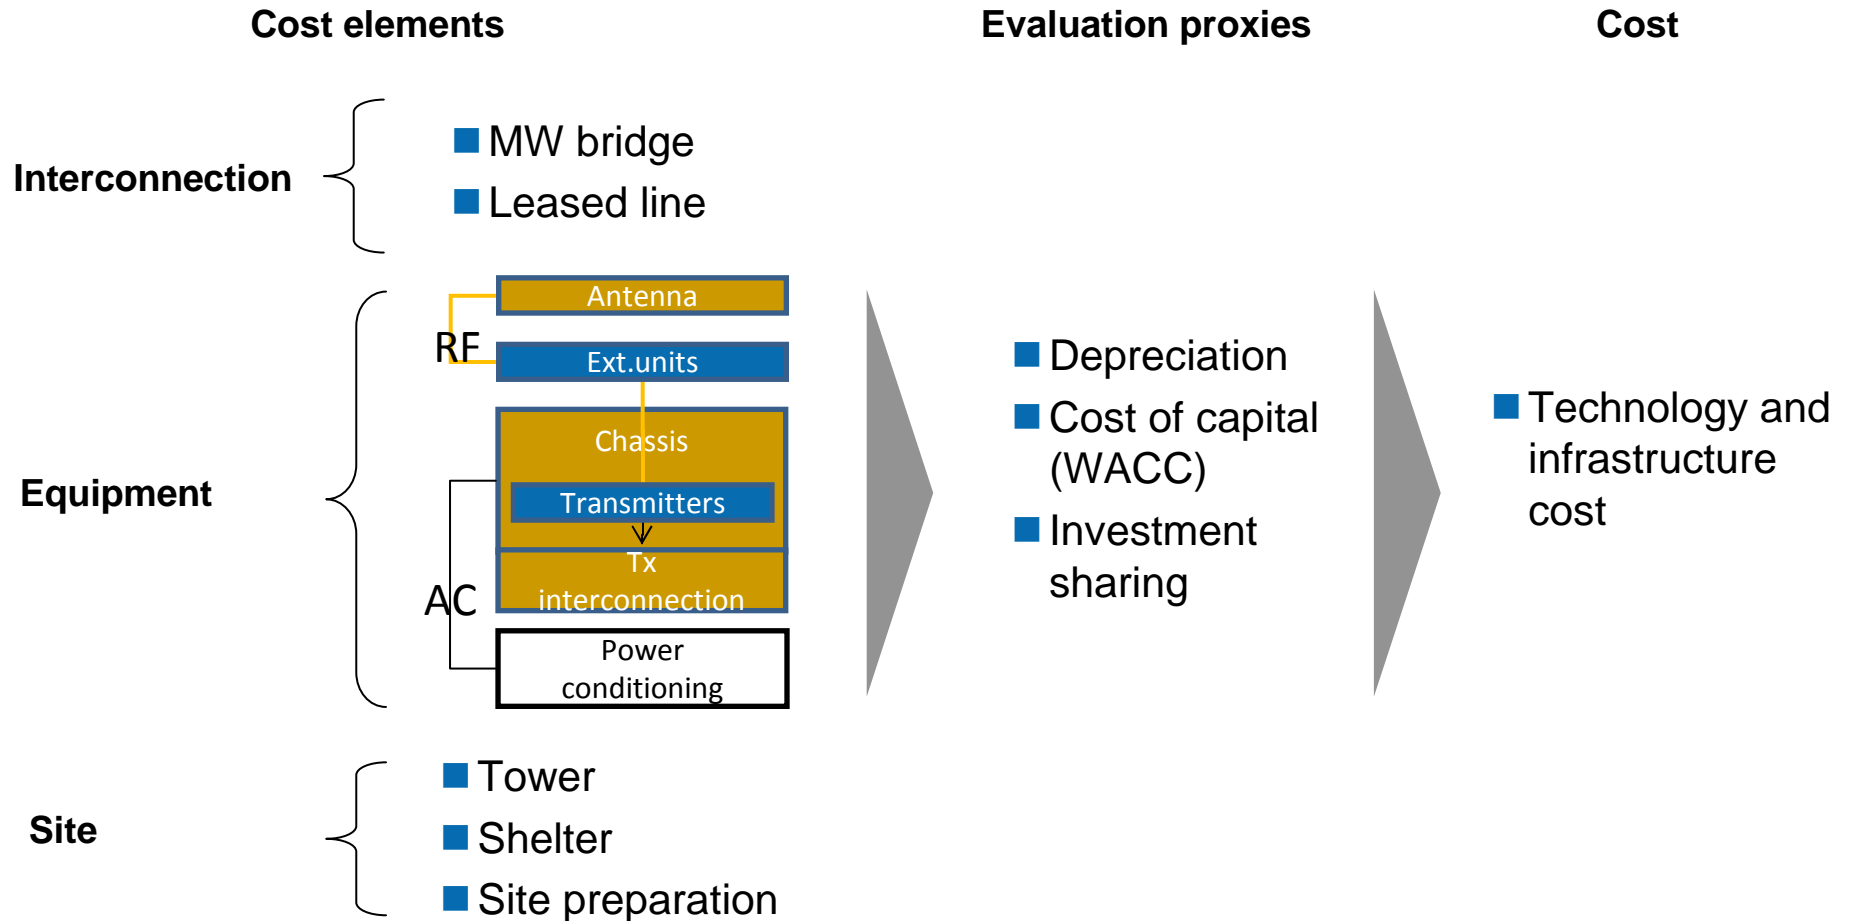 Cost elements
Evaluation proxies
Cost
Interconnection
MW bridge
Leased line
Equipment
Antenna
RF
Ext.units
Chassis
Transmitters
Tx
interconnection
AC
Power
conditioning
Site
Tower
Shelter
Site preparation
Depreciation
Cost of capital
(WACC)
Investment
sharing
Technology and
infrastructure
cost